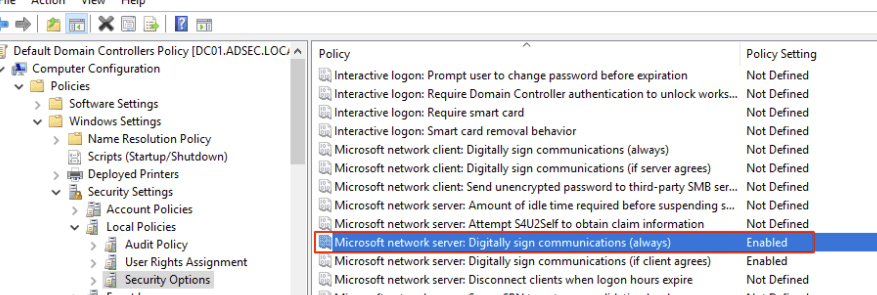 File Action View Help
Default Domain Controllers Policy [DC01.ADSEC.LOCA
Computer Configuration
Policies
Software Settings
Windows Settings
Name Resolution Policy
Scripts (Startup/Shutdown)
Deployed Printers
Security Settings
Account Policies
Local Policies
Audit Policy
User Rights Assignment
Security Options
Policy Policy Setting
Interactive logon: Prompt user to change password before expiration Not Defined
Interactive logon: Require Domain Controller authentication to unlock works... Not Defined
Interactive logon: Require smart card Not Defined
Interactive logon: Smart card removal behavior Not Defined
Microsoft network client: Digitally sign communications (always) Not Defined
Microsoft network client: Digitally sign communications (if server agrees) Not Defined
Microsoft network client: Send unencrypted password to third-party SMB ser... Not Defined
Microsoft network server: Amount of idle time required before suspending s... Not Defined
Microsoft network server: Attempt S4U2Self to obtain claim information Not Defined
Microsoft network server: Digitally sign communications (always) Enabled
Microsoft network server: Digitally sign communications (if client agrees) Enabled
Microsoft network server: Disconnect clients when logon hours expire Not Defined